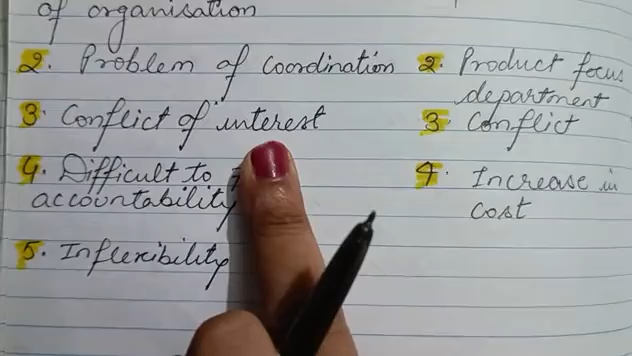 of organisation
2. Problem of coordination
3. Conflict of interest
4. Difficult to
accountability
5. Inflexibility
2. Product focus
department
3. Conflict
4. Increase in
cost